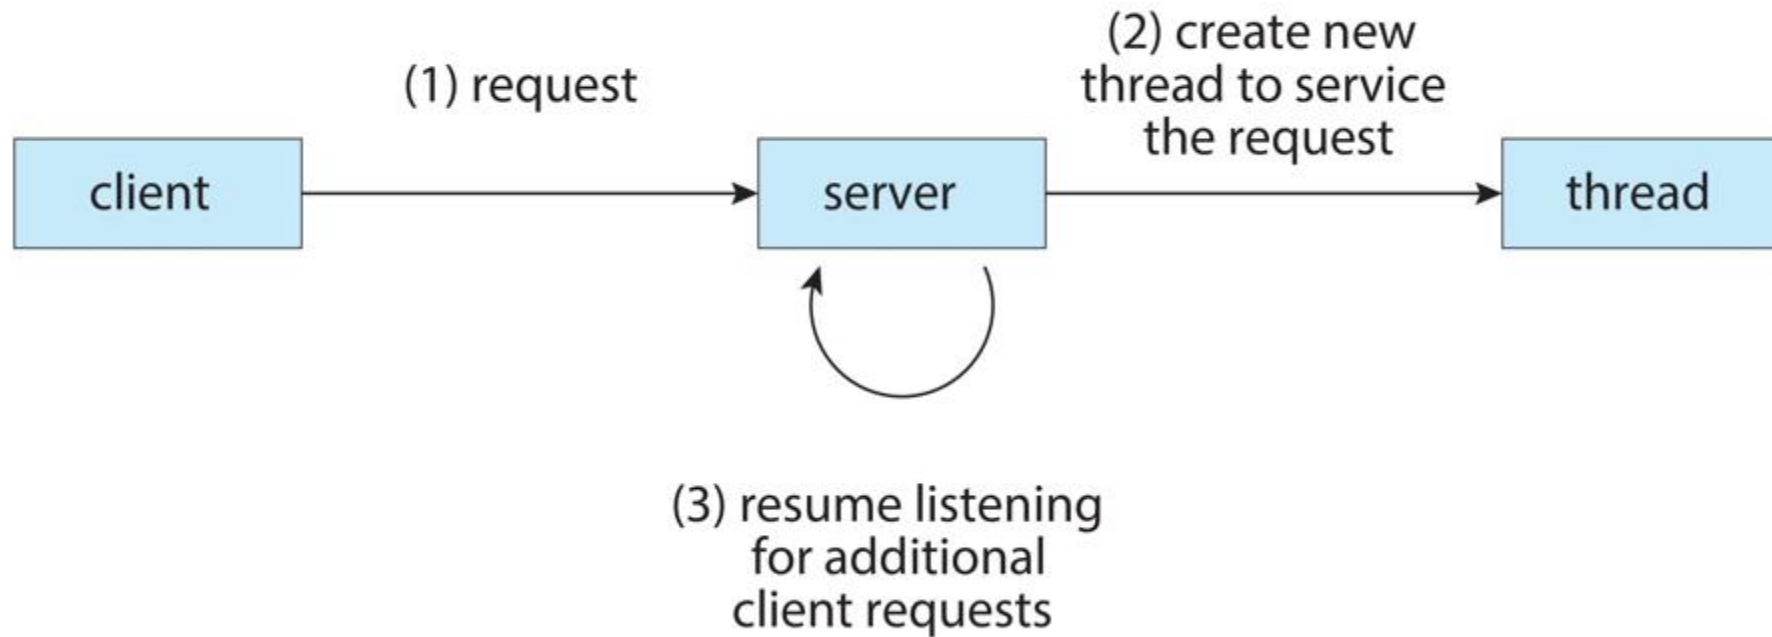 (1) request
(2) create new
thread to service
the request
client
server
thread
(3) resume listening
for additional
client requests